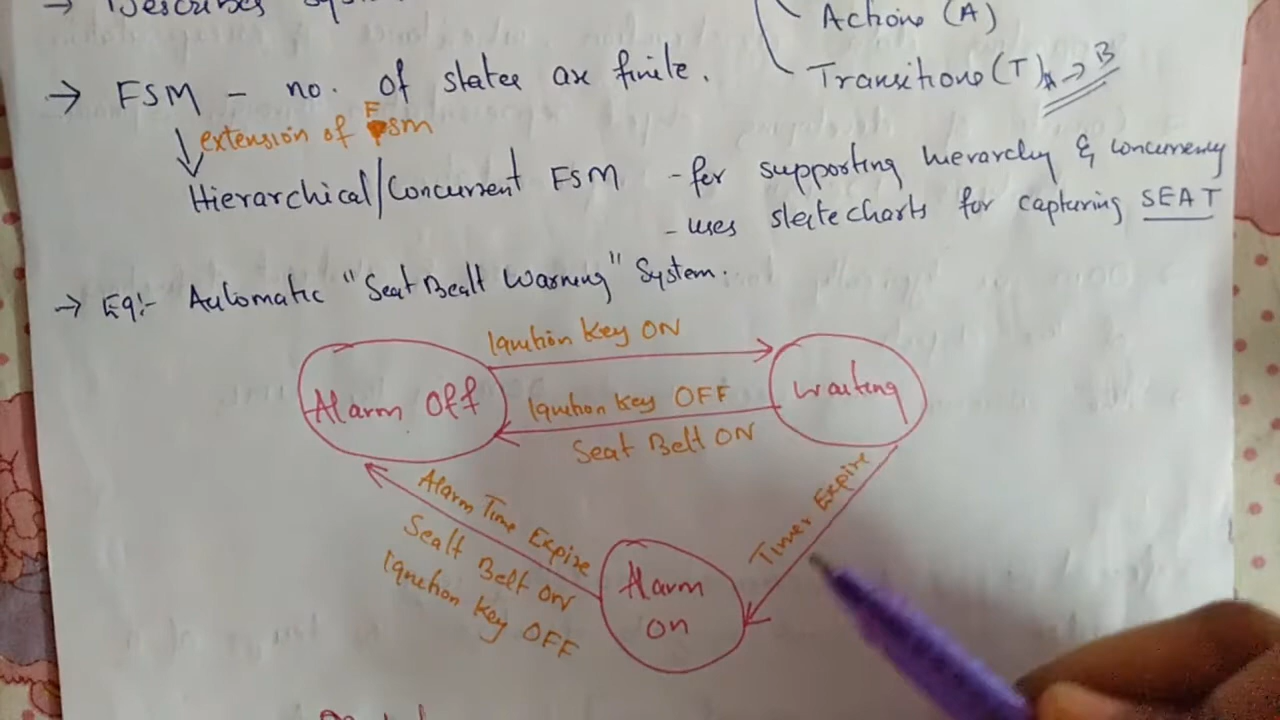 → Describes
Actions (A)
→ FSM - no. of states are finite.
Transitions (T) A → B
extension of Fsm
Hierarchical/Concurrent FSM - for supporting hierarchy & concurrency
- uses statecharts for capturing SEAT
→ Eg:- Automatic "Seat Bealt Warning" System.
Ignition Key ON
Alarm Off
Waiting
Ignition Key OFF
Seat Belt ON
Timer Expire
Alarm Time Expire
Sealt Belt ON
Ignition Key OFF
Alarm
on